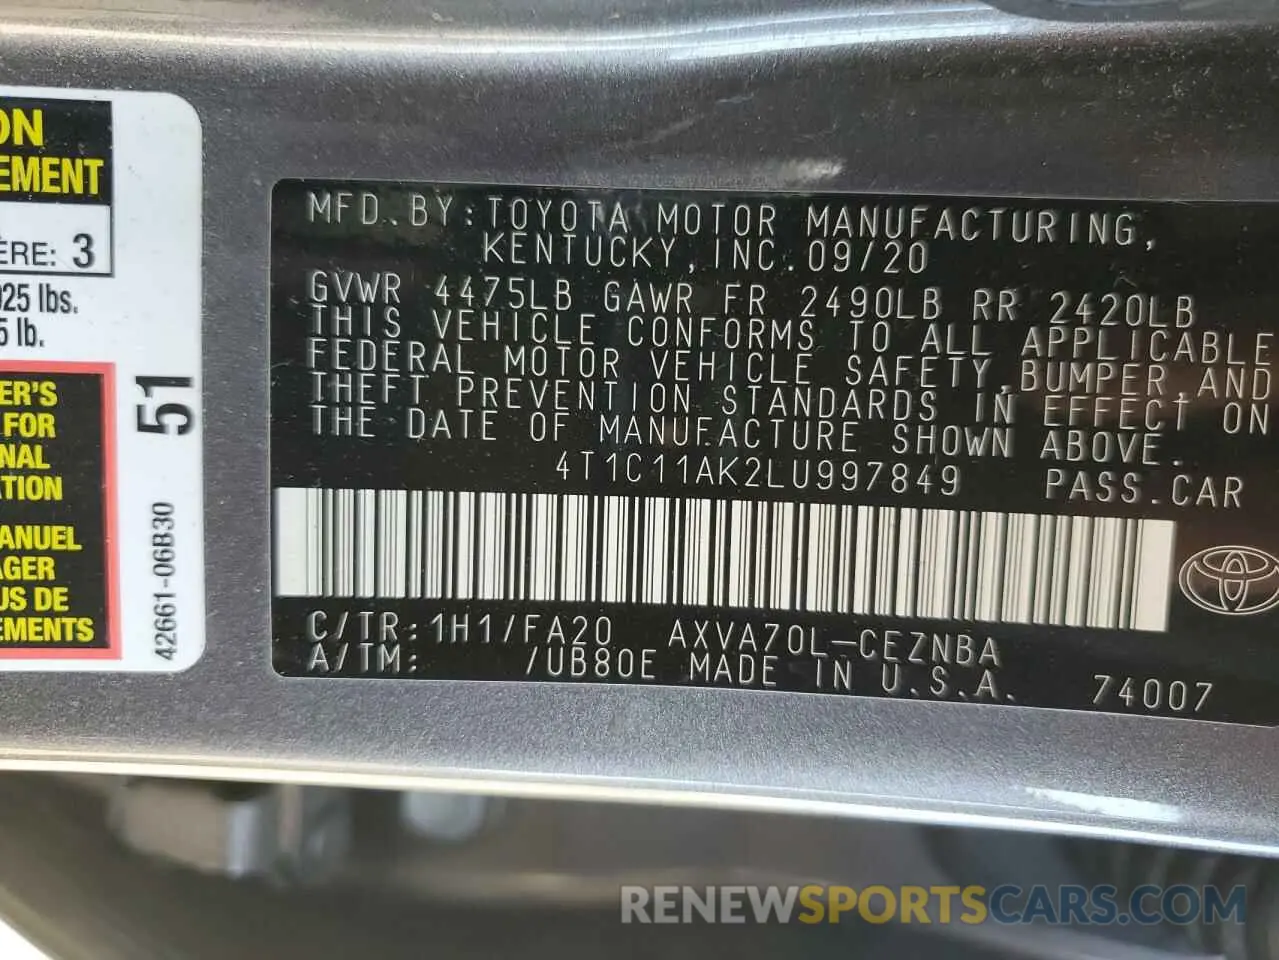 ON
EMENT
ÈRE: 3
025 lbs.
5 lb.
ER'S
FOR
NAL
ATION
ANUEL
AGER
US DE
EMENTS
51
42661-06B30
MFD. BY: TOYOTA MOTOR MANUFACTURING,
KENTUCKY, INC. 09/20
GVWR 4475LB GAWR FR 2490LB RR 2420LB
THIS VEHICLE CONFORMS TO ALL APPLICABLE
FEDERAL MOTOR VEHICLE SAFETY, BUMPER, AND
THEFT PREVENTION STANDARDS IN EFFECT ON
THE DATE OF MANUFACTURE SHOWN ABOVE.
4T1C11AK2LU997849 PASS. CAR
C/TR: 1H1/FA20 AXVA70L-CEZNBA
A/TM: /UB80E MADE IN U.S.A. 74007
RENEWSPORTSCARS.COM